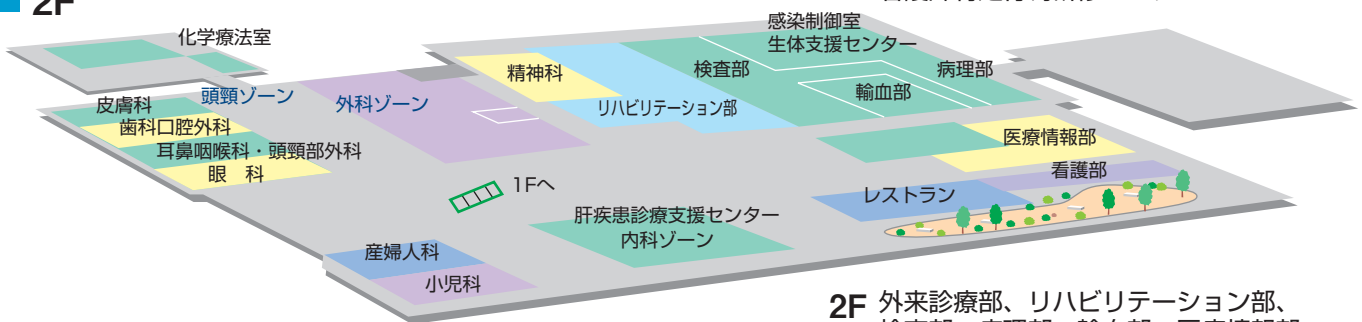 2F
化学療法室
感染制御室
生体支援センター
精神科
検査部
病理部
皮膚科
頭頸ゾーン
外科ゾーン
リハビリテーション部
輸血部
歯科口腔外科
耳鼻咽喉科・頭頸部外科
眼　科
医療情報部
看護部
1Fへ
レストラン
肝疾患診療支援センター
内科ゾーン
産婦人科
小児科
2F 外来診療部、リハビリテーション部、